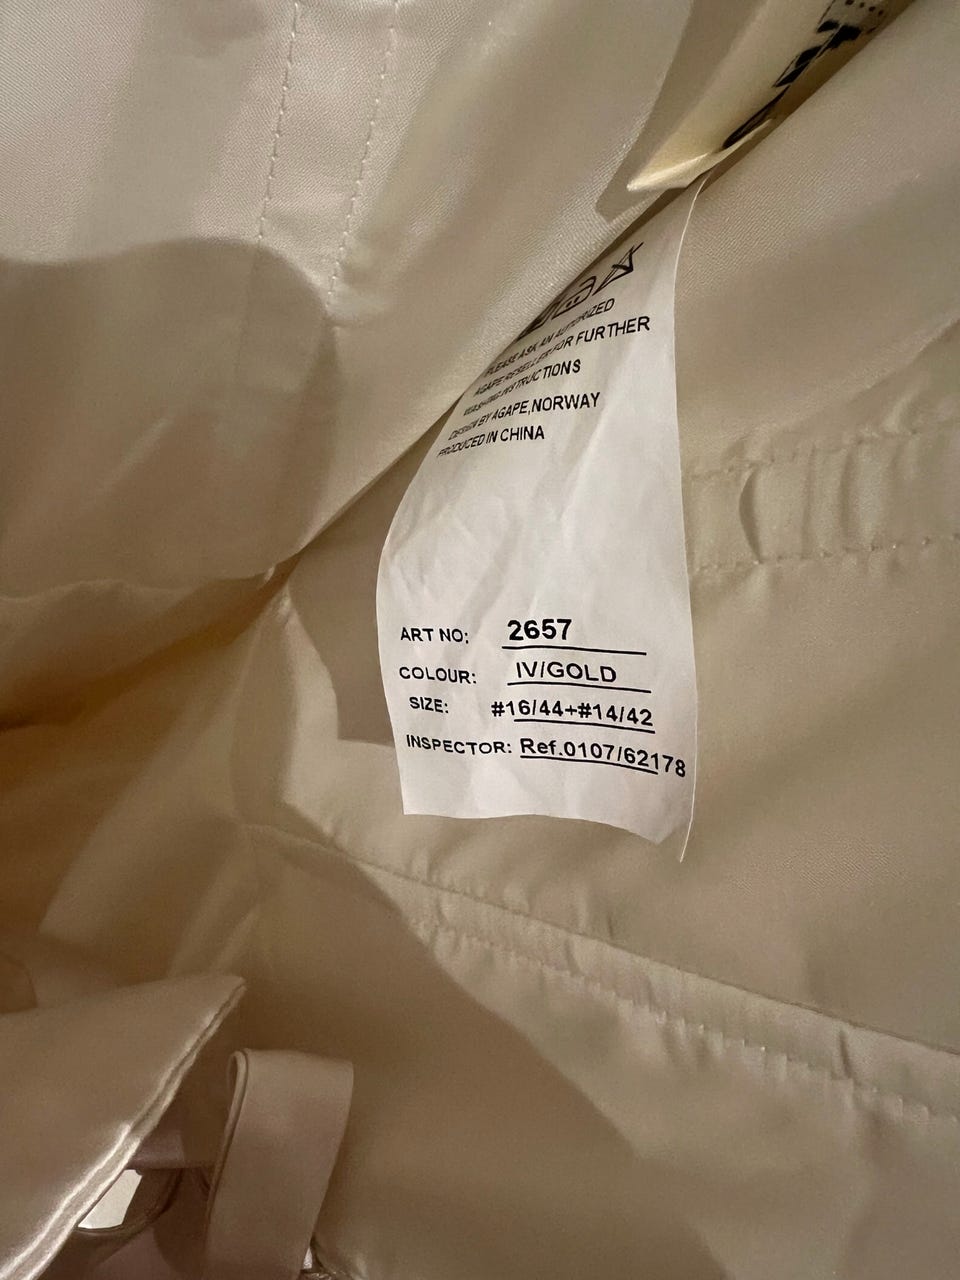 PLEASE ASK AN AUTHORIZED
AGAPE RESELLER FOR FURTHER
WASHING INSTRUCTIONS
DESIGN BY AGAPE,NORWAY
PRODUCED IN CHINA
ART NO: 2657
COLOUR: IV/GOLD
SIZE: #16/44+#14/42
INSPECTOR: Ref.0107/62178